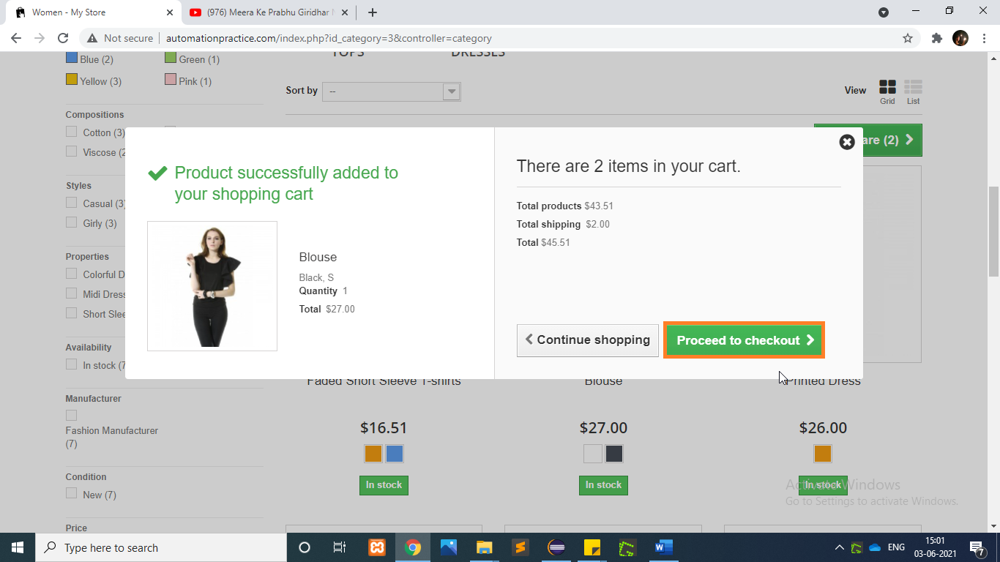 Women - My Store
(976) Meera Ke Prabhu Giridhar
Not secure
automationpractice.com/index.php?id_category=3&controller=category
Blue (2)
Green (1)
Yellow (3)
Pink (1)
TOPS
DRESSES
Sort by
--
View
Grid
List
Compositions
Cotton (3)
Viscose (2
are (2)
Styles
Casual (3)
Girly (3)
Properties
Colorful D
Midi Dress
Short Slee
Availability
In stock (7
Manufacturer
Fashion Manufacturer
(7)
Condition
New (7)
Price
Product successfully added to
your shopping cart
Blouse
Black, S
Quantity 1
Total $27.00
There are 2 items in your cart.
Total products $43.51
Total shipping $2.00
Total $45.51
Continue shopping
Proceed to checkout
Faded Short Sleeve T-shirts
Blouse
Printed Dress
$16.51
$27.00
$26.00
In stock
In stock
In stock
Activate Windows
Go to Settings to activate Windows.
Type here to search
ENG
15:01
03-06-2021
7